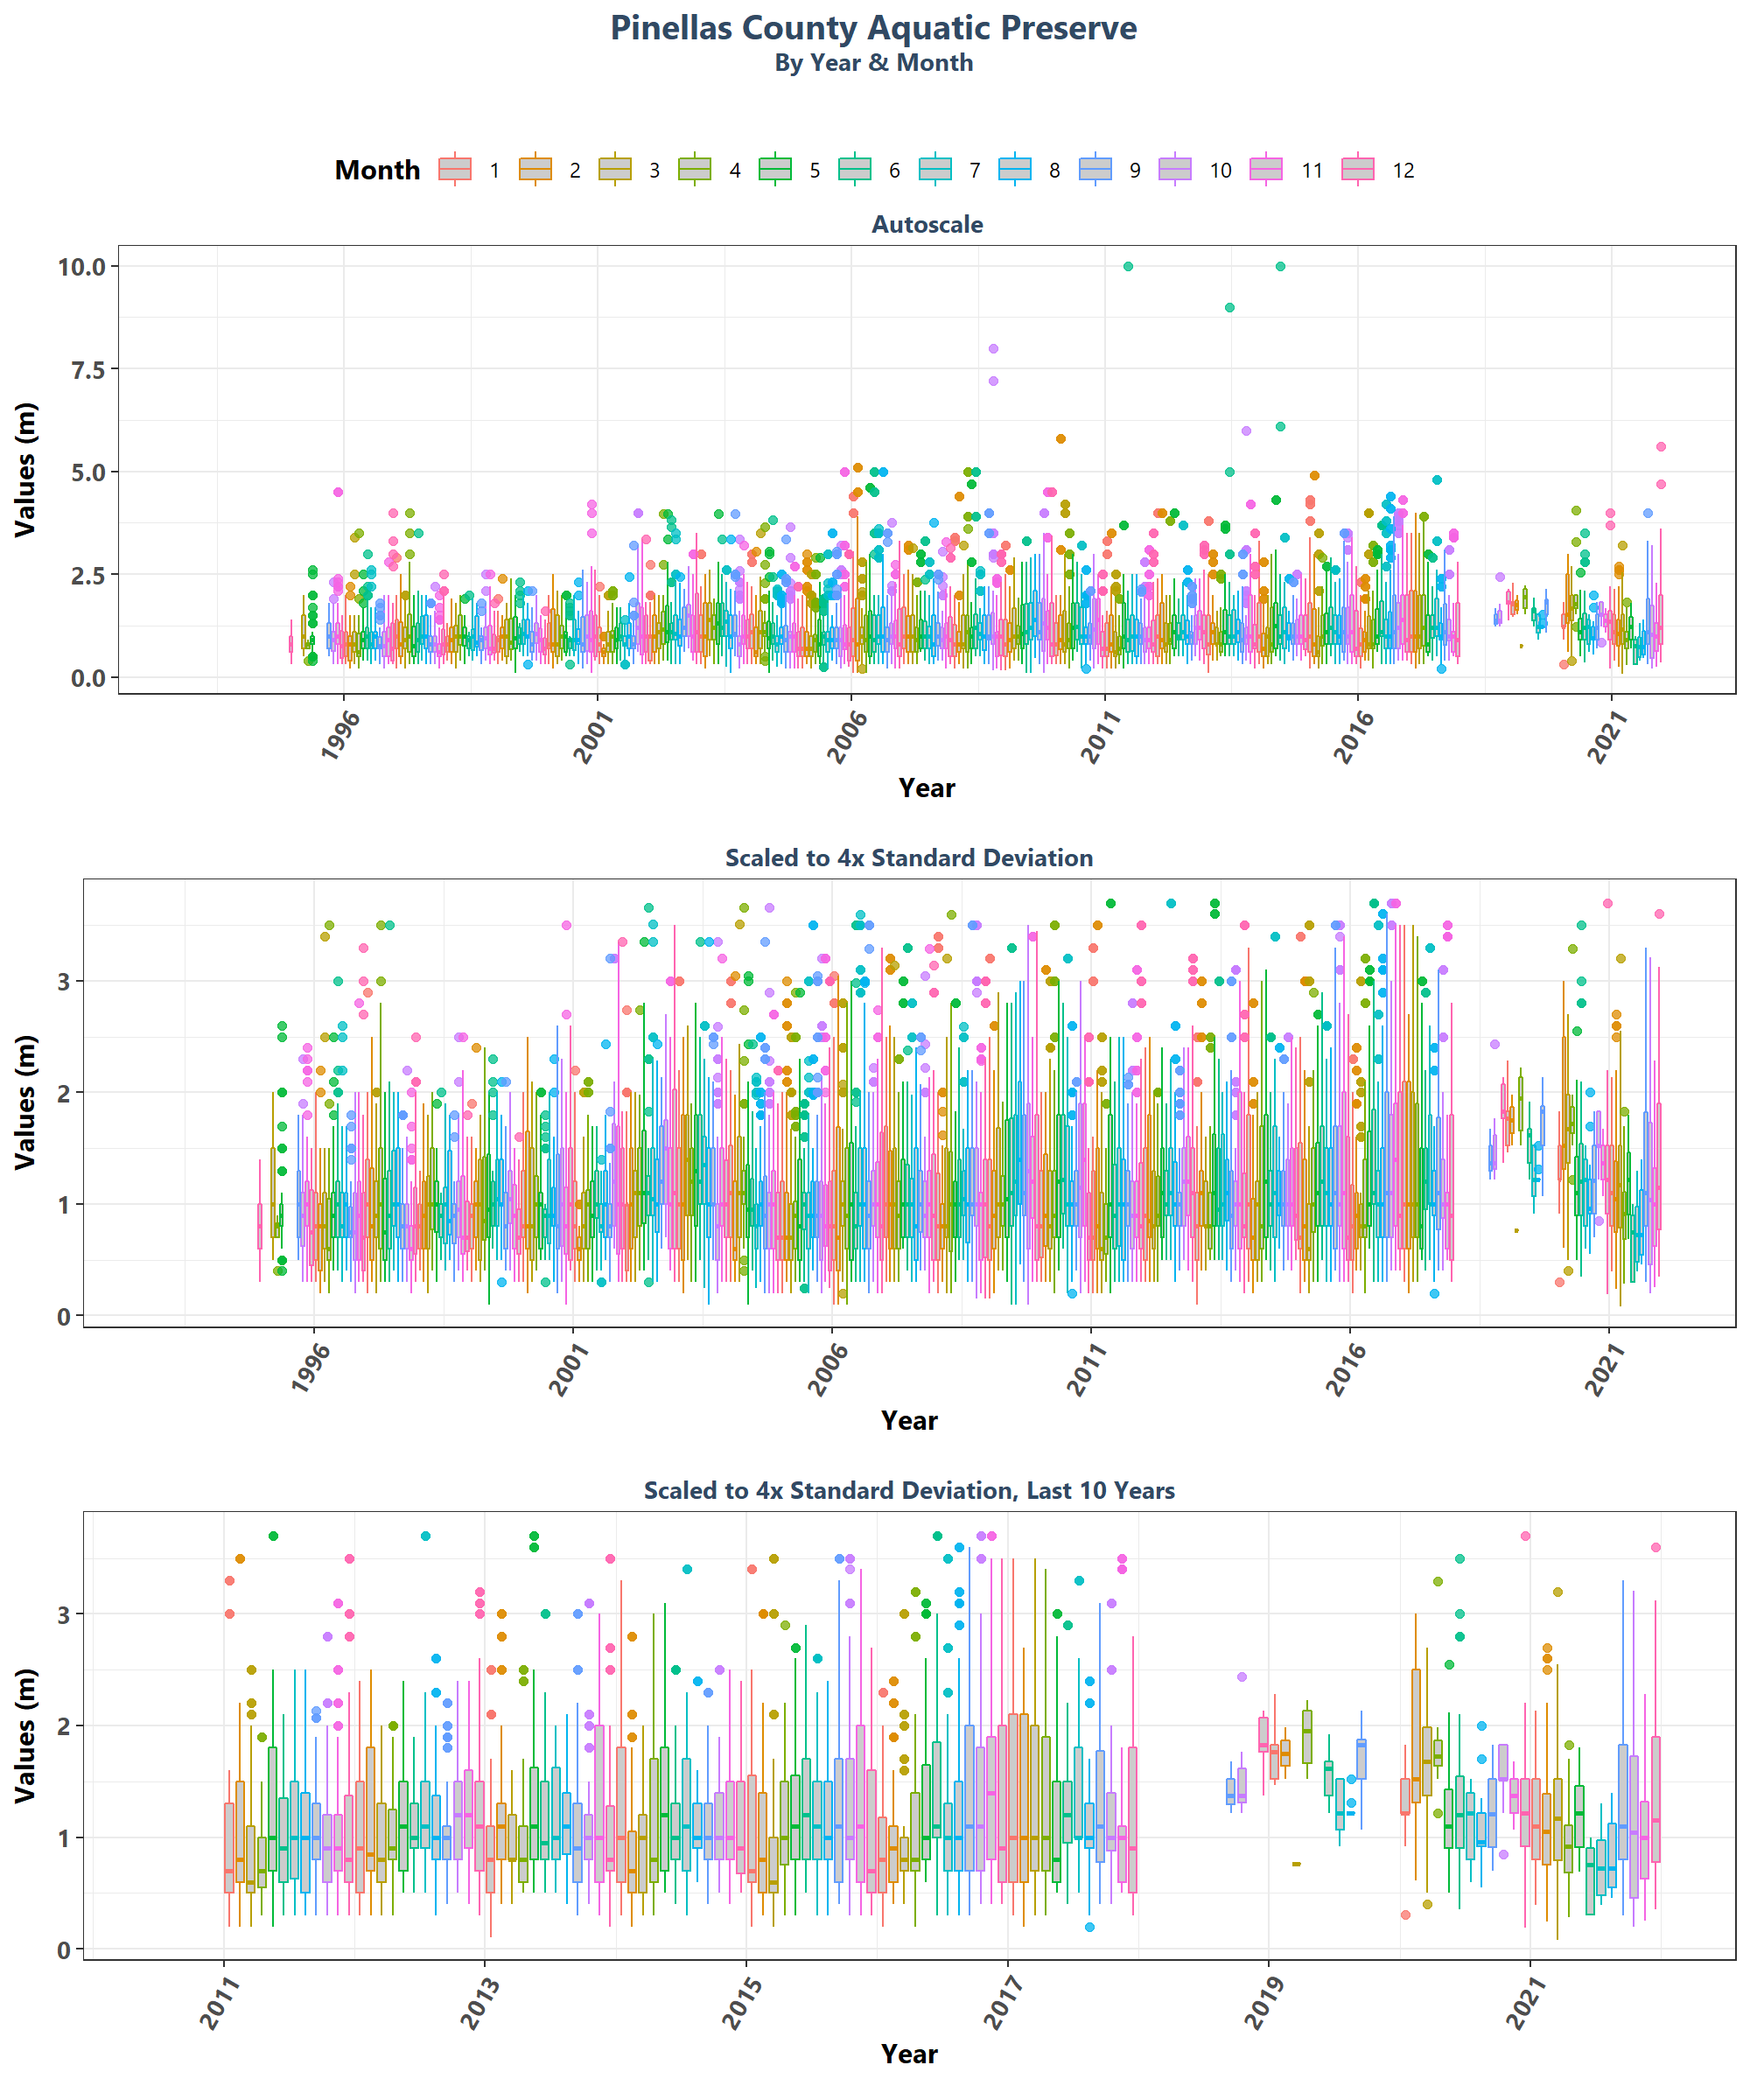 Pinellas County Aquatic Preserve
By Year & Month
Month 1 2 3 4 5 6 7 8 9 10 11 12
Autoscale
10.0
7.5
5.0
2.5
0.0
Values (m)
1996 2001 2006 2011 2016 2021
Year
Scaled to 4x Standard Deviation
3
2
1
0
Values (m)
1996 2001 2006 2011 2016 2021
Year
Scaled to 4x Standard Deviation, Last 10 Years
3
2
1
0
Values (m)
2011 2013 2015 2017 2019 2021
Year